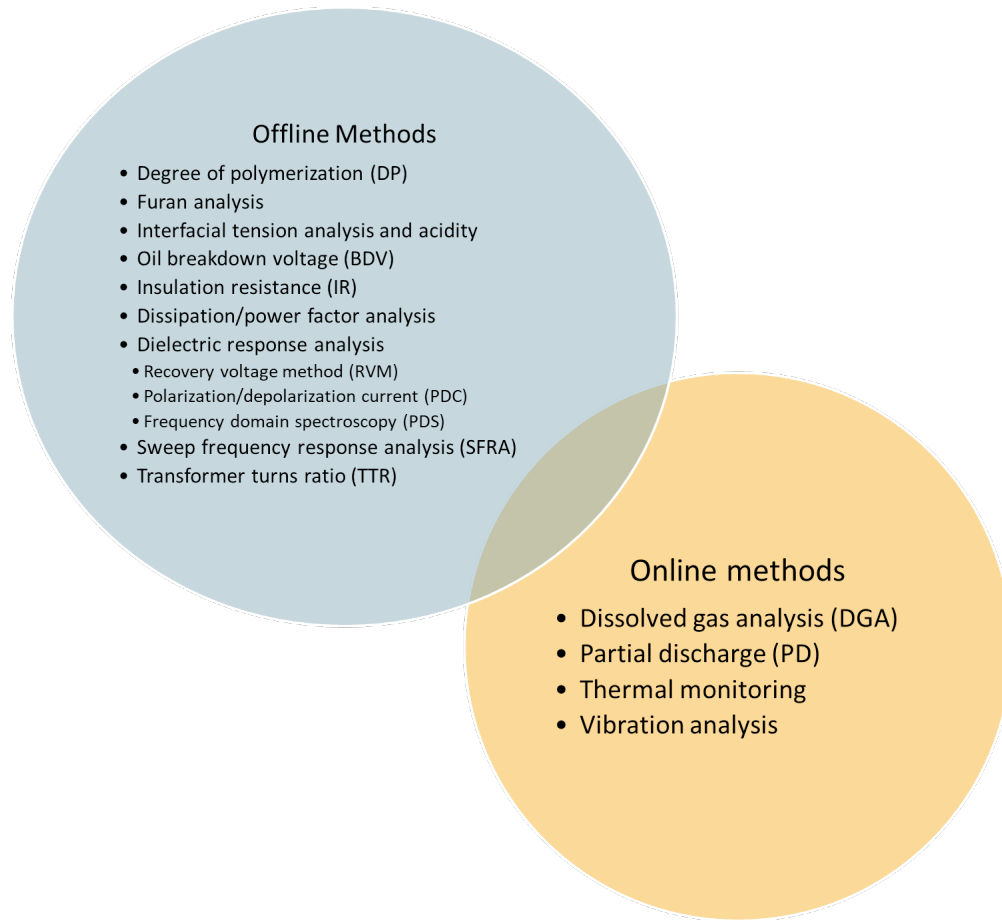 Offline Methods
• Degree of polymerization (DP)
• Furan analysis
• Interfacial tension analysis and acidity
• Oil breakdown voltage (BDV)
• Insulation resistance (IR)
• Dissipation/power factor analysis
• Dielectric response analysis
• Recovery voltage method (RVM)
• Polarization/depolarization current (PDC)
• Frequency domain spectroscopy (PDS)
• Sweep frequency response analysis (SFRA)
• Transformer turns ratio (TTR)
Online methods
• Dissolved gas analysis (DGA)
• Partial discharge (PD)
• Thermal monitoring
• Vibration analysis